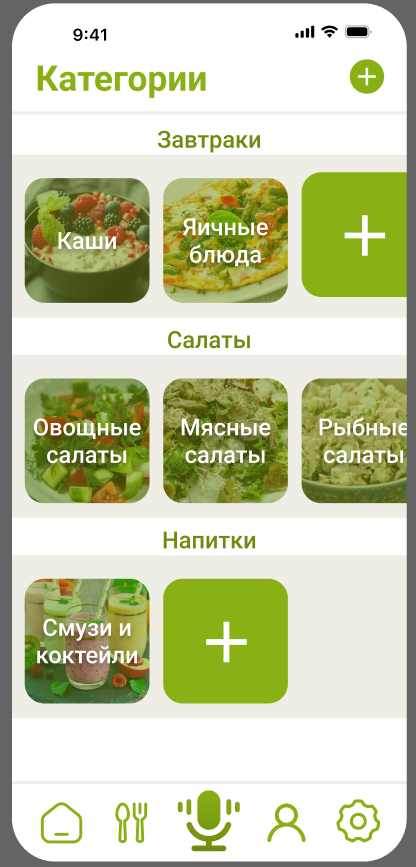 9:41
Категории
Завтраки
Каши
Яичные
блюда
Салаты
Овощные
салаты
Мясные
салаты
Рыбные
салаты
Напитки
Смузи и
коктейли